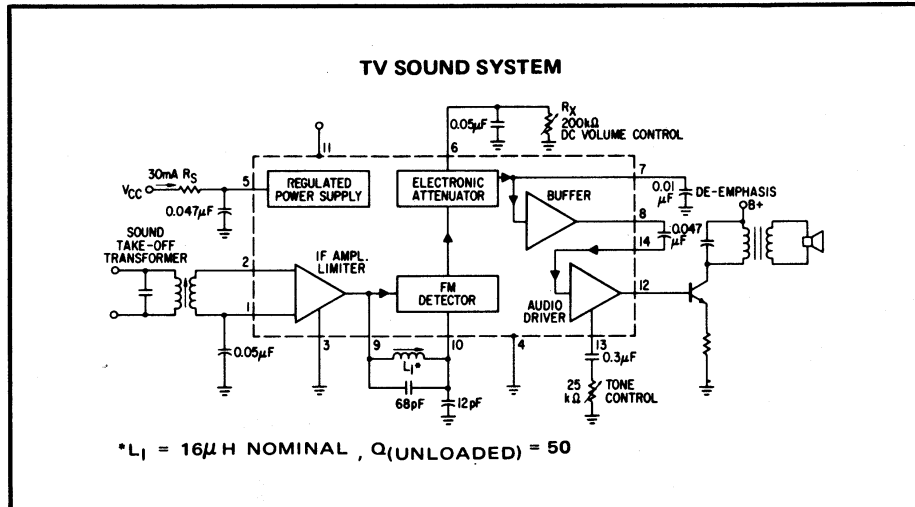 TV SOUND SYSTEM
0.05µF
RX
200kΩ
DC VOLUME CONTROL
11
6
30mA RS
VCC
5
REGULATED
POWER SUPPLY
ELECTRONIC
ATTENUATOR
7
0.01
µF
DE-EMPHASIS
B+
0.047µF
BUFFER
8
0.047
µF
14
SOUND
TAKE-OFF
TRANSFORMER
2
IF AMPL.
LIMITER
FM
DETECTOR
12
AUDIO
DRIVER
1
0.05µF
3
9
10
4
13
L1*
0.3µF
68pF
12pF
25
kΩ
TONE
CONTROL
*L1 = 16µH NOMINAL , Q(UNLOADED) = 50